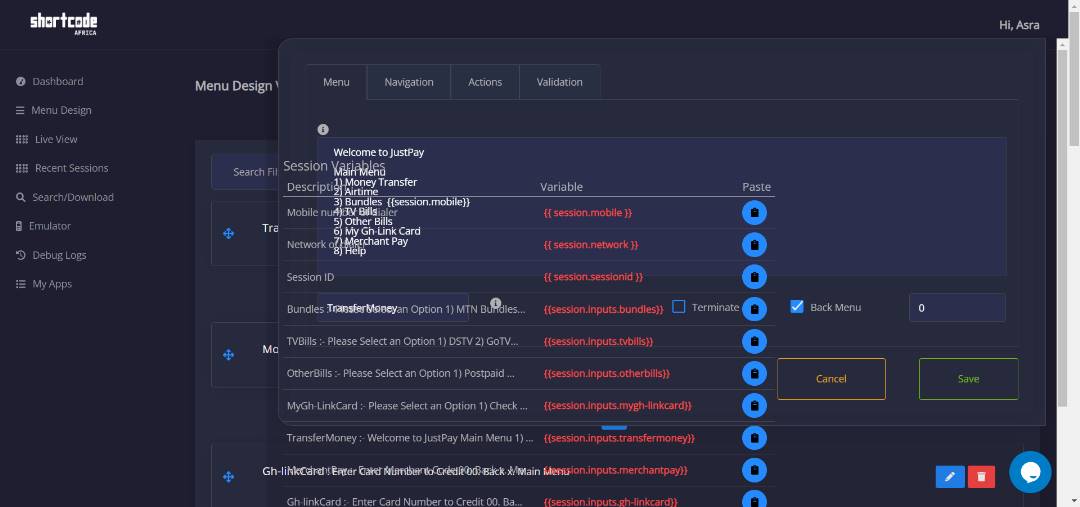 shortcode
AFRICA
Hi, Asra
Dashboard
Menu Design
Live View
Recent Sessions
Search/Download
Emulator
Debug Logs
My Apps
Menu Design V
Search Fil
Tra
Mo
Menu
Navigation
Actions
Validation
Welcome to JustPay
Main Menu
1) Money Transfer
2) Airtime
3) Bundles {{session.mobile}}
4) TV Bills
5) Other Bills
6) My Gh-Link Card
7) Merchant Pay
8) Help
Session Variables
Description Variable Paste
Mobile number dialer {{ session.mobile }}
Network of {{ session.network }}
Session ID {{ session.sessionid }}
TransferMoney
Terminate
Back Menu
0
Bundles :- Please Select an Option 1) MTN Bundles... {{session.inputs.bundles}}
TVBills :- Please Select an Option 1) DSTV 2) GoTV... {{session.inputs.tvbills}}
OtherBills :- Please Select an Option 1) Postpaid ... {{session.inputs.otherbills}}
Cancel
Save
MyGh-LinkCard :- Please Select an Option 1) Check ... {{session.inputs.mygh-linkcard}}
TransferMoney :- Welcome to JustPay Main Menu 1) ... {{session.inputs.transfermoney}}
MerchantPay :- Enter Merchant Code 00. {{session.inputs.merchantpay}}
Gh-linkCard : Enter Card Number to Credit 00. Back x. Main Menu
Gh-linkCard :- Enter Card Number to Credit 00. Ba... {{session.inputs.gh-linkcard}}